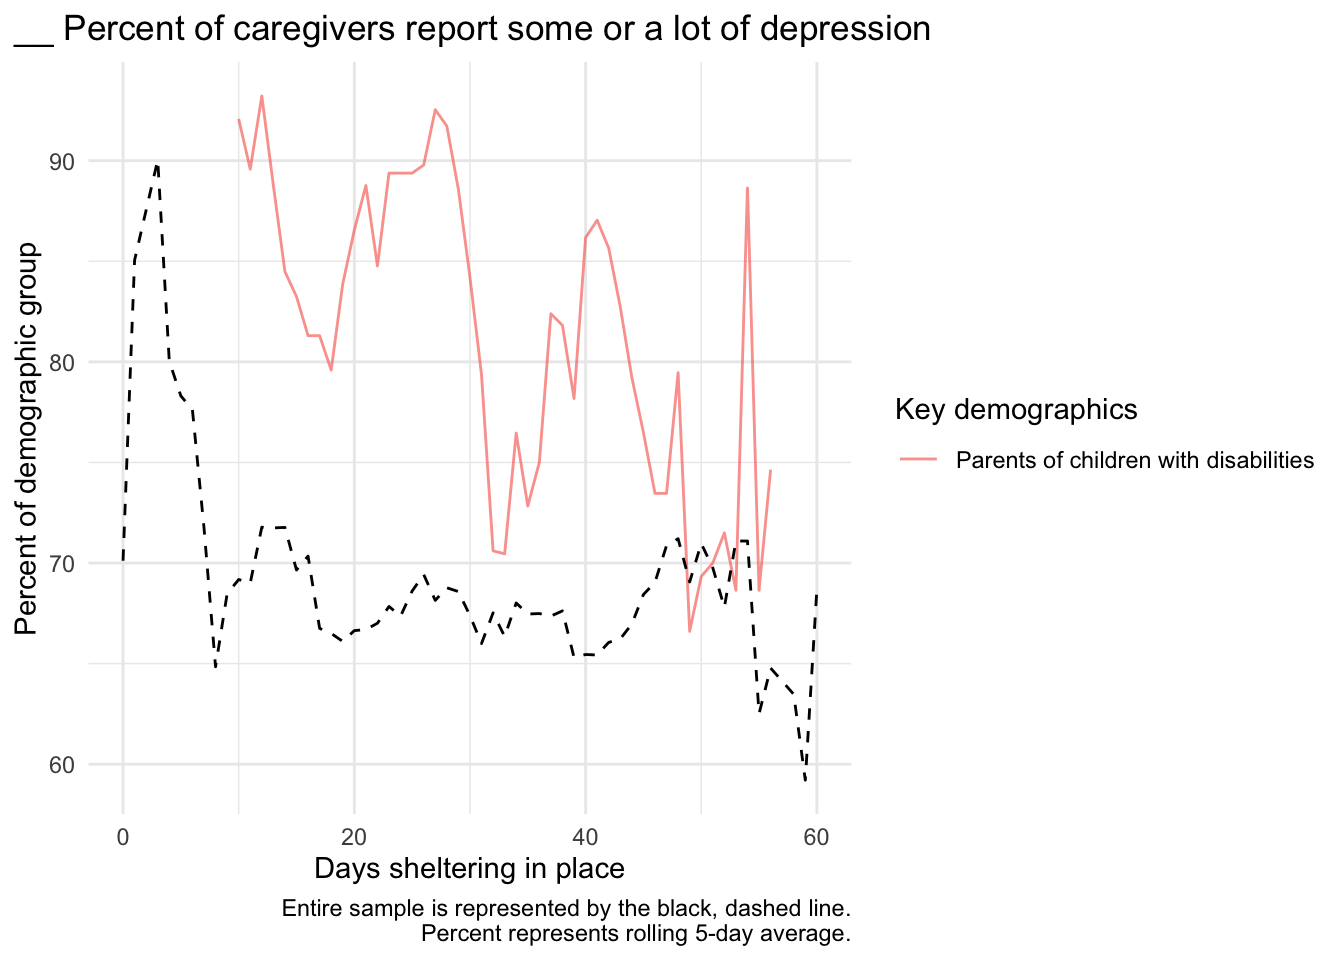 __ Percent of caregivers report some or a lot of depression
Percent of demographic group
90
80
70
60
0 20 40 60
Days sheltering in place
Key demographics
Parents of children with disabilities
Entire sample is represented by the black, dashed line.
Percent represents rolling 5-day average.